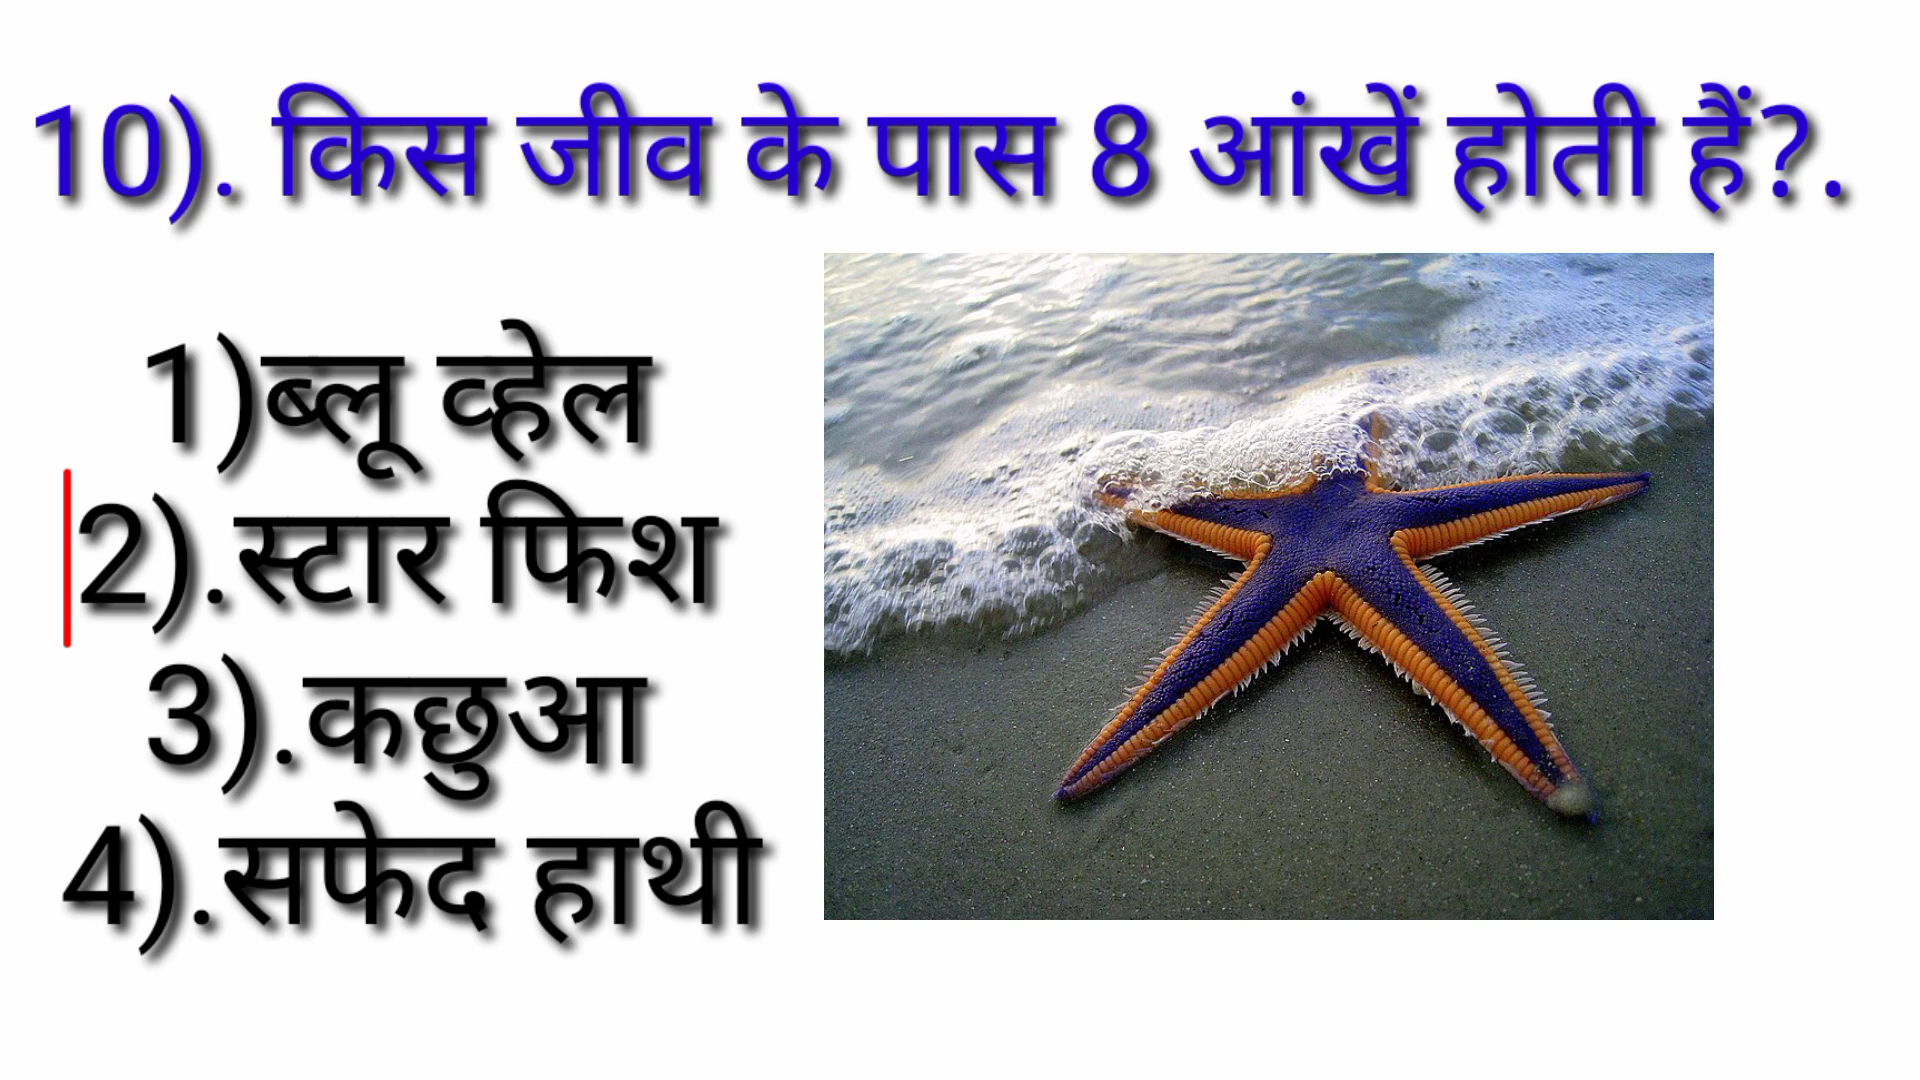 10). किस जीव के पास 8 आंखें होती हैं?.
1)ब्लू व्हेल
2).स्टार फिश
3).कछुआ
4).सफेद हाथी